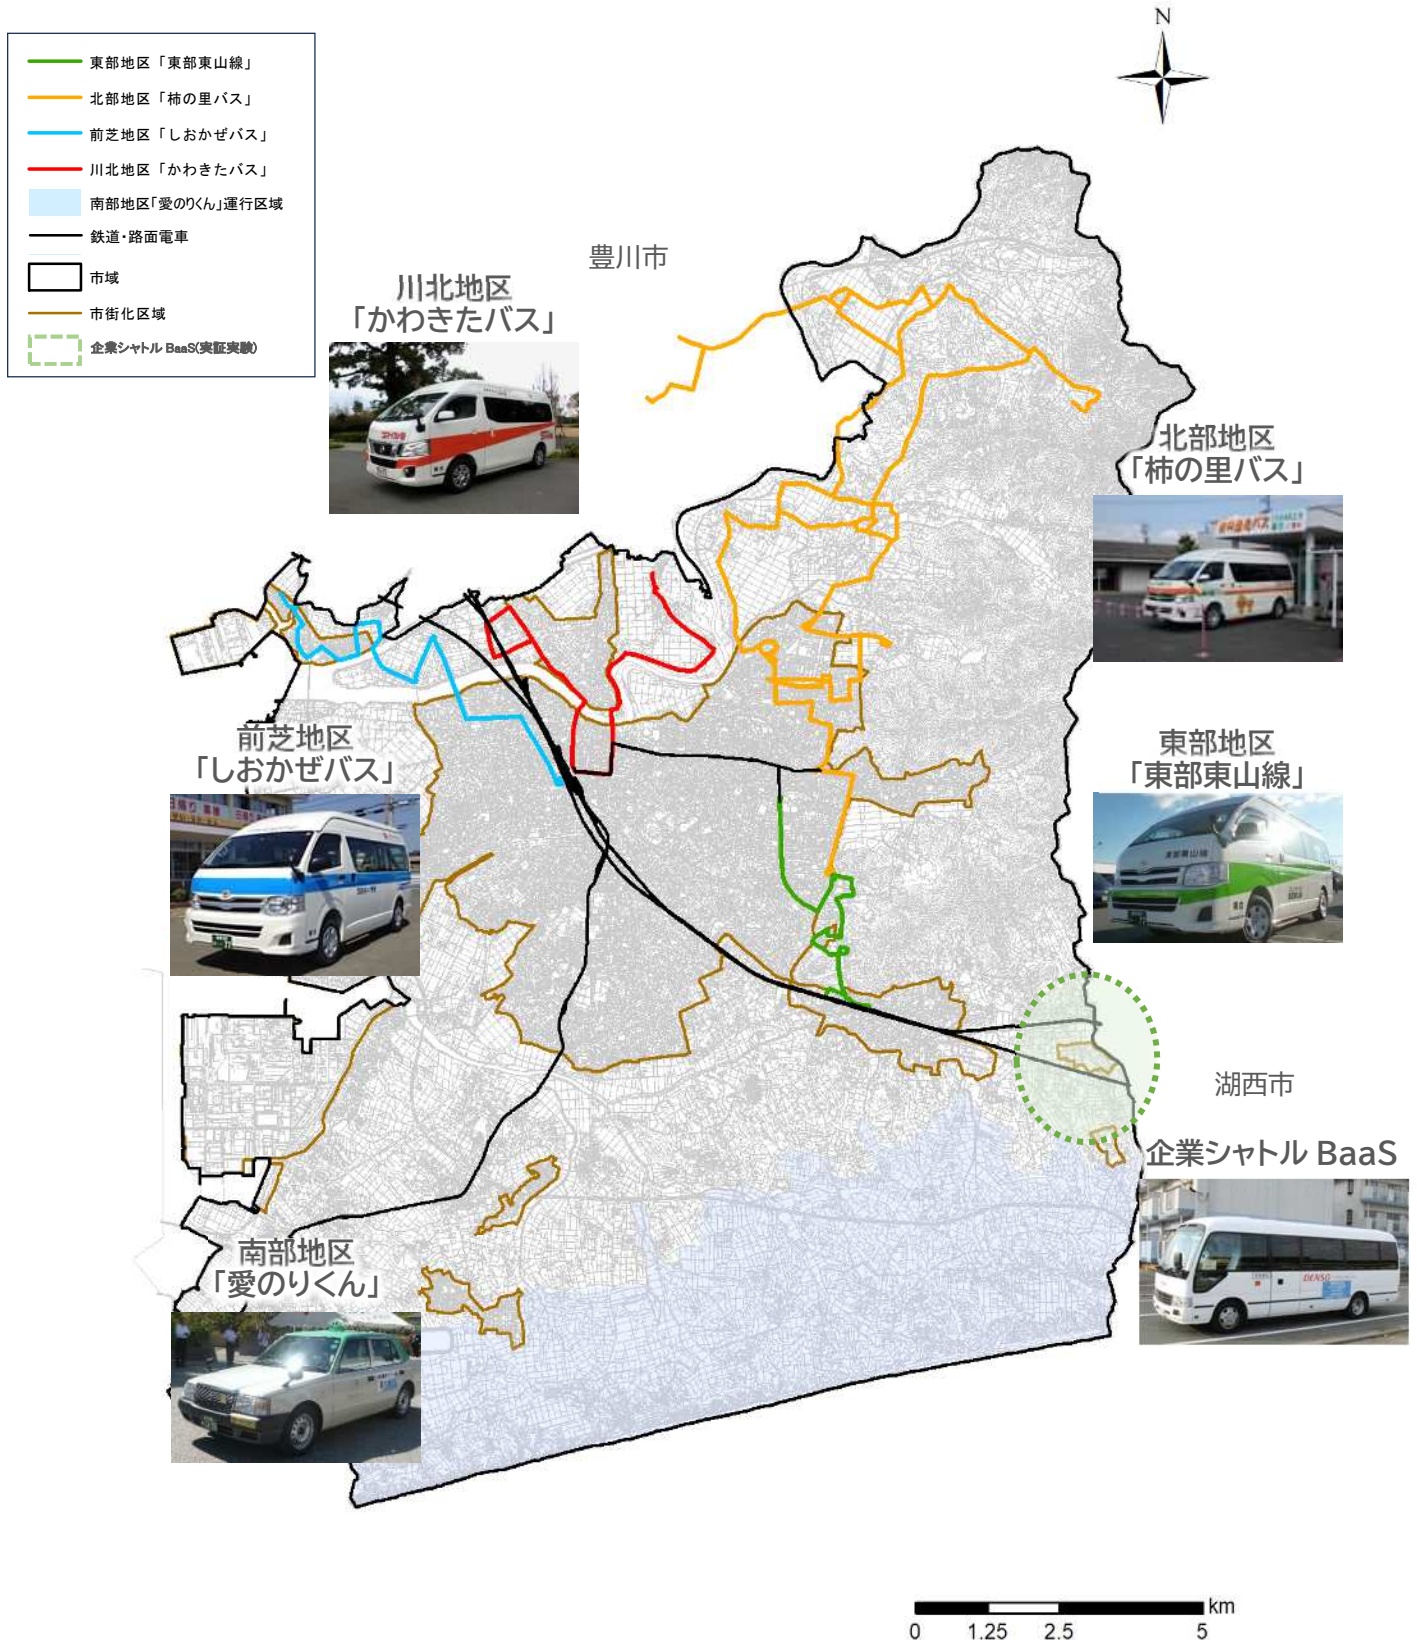 N
東部地区「東部東山線」
北部地区「柿の里バス」
前芝地区「しおかぜバス」
川北地区「かわきたバス」
南部地区「愛のりくん」運行区域
鉄道・路面電車
市域
市街化区域
企業シャトル BaaS(実証実験)
豊川市
川北地区
「かわきたバス」
北部地区
「柿の里バス」
前芝地区
「しおかぜバス」
東部地区
「東部東山線」
東部東山線
湖西市
企業シャトル BaaS
DENSO
南部地区
「愛のりくん」
km
0 1.25 2.5 5